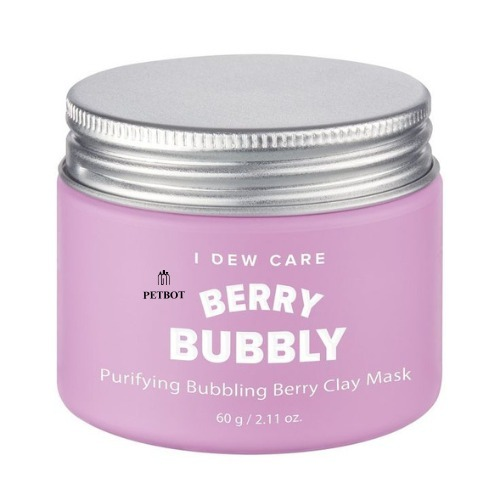 I DEW CARE
PETBOT
BERRY
BUBBLY
Purifying Bubbling Berry Clay Mask
60 g / 2.11 oz.